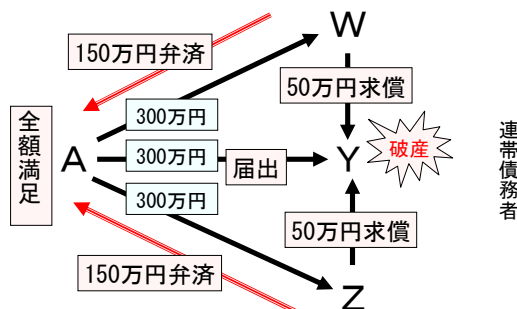 W
150万円弁済
50万円求償
全額満足
300万円
A
300万円
届出
Y
破産
連帯債務者
300万円
50万円求償
150万円弁済
Z